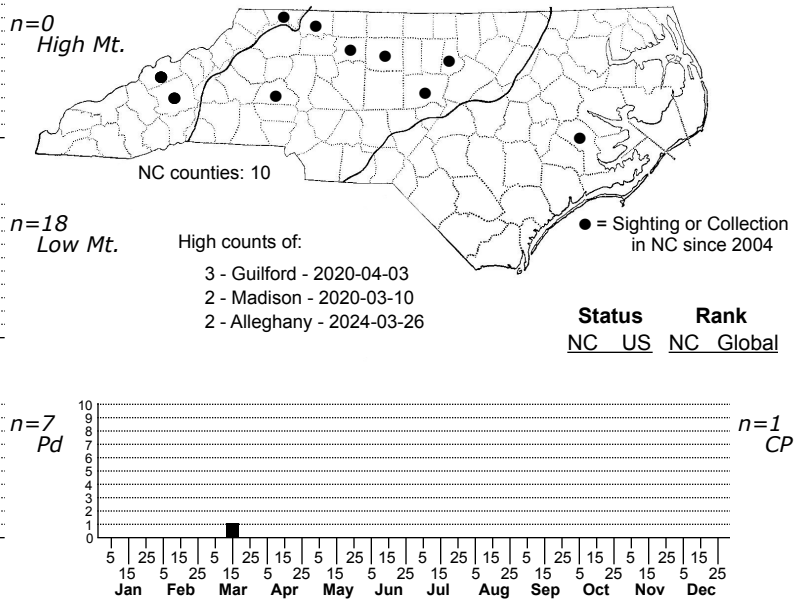 n=0
High Mt.
NC counties: 10
n=18
Low Mt.
High counts of:
3 - Guilford - 2020-04-03
2 - Madison - 2020-03-10
2 - Alleghany - 2024-03-26
● = Sighting or Collection
in NC since 2004
Status Rank
NC US NC Global
n=7
Pd
n=1
CP
10
9
8
7
6
5
4
3
2
1
0
5 25 15 5 25 15 5 25 15 5 25 15 5 25 15 5 25 15
15 5 25 15 5 25 15 5 25 15 5 25 15 5 25 15 5 25
Jan Feb Mar Apr May Jun Jul Aug Sep Oct Nov Dec